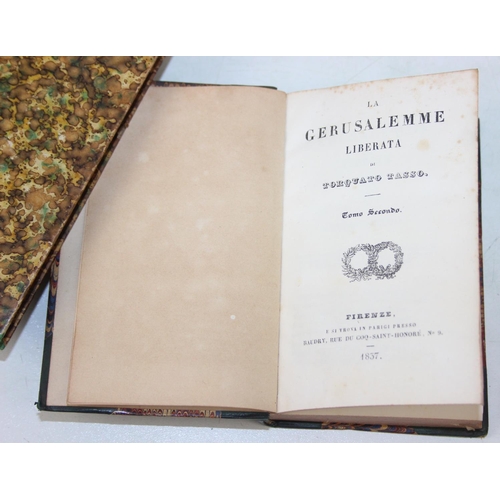 LA
GERUSALEMME
LIBERATA
DI
TORQUATO TASSO.
Tomo Secondo.
FIRENZE,
E SI TROVA IN PARIGI PRESSO
BAUDRY, RUE DU COQ-SAINT-HONORÉ, No 9.
1837.